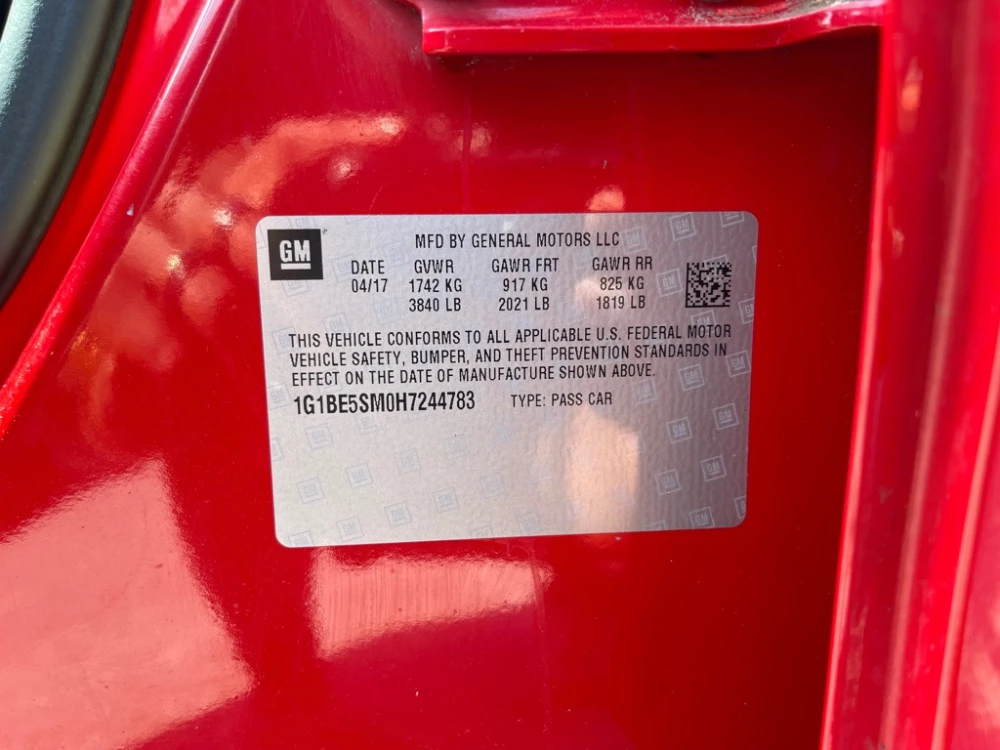 GM
MFD BY GENERAL MOTORS LLC
DATE GVWR GAWR FRT GAWR RR
04/17 1742 KG 917 KG 825 KG
3840 LB 2021 LB 1819 LB
THIS VEHICLE CONFORMS TO ALL APPLICABLE U.S. FEDERAL MOTOR
VEHICLE SAFETY, BUMPER, AND THEFT PREVENTION STANDARDS IN
EFFECT ON THE DATE OF MANUFACTURE SHOWN ABOVE.
1G1BE5SM0H7244783 TYPE: PASS CAR